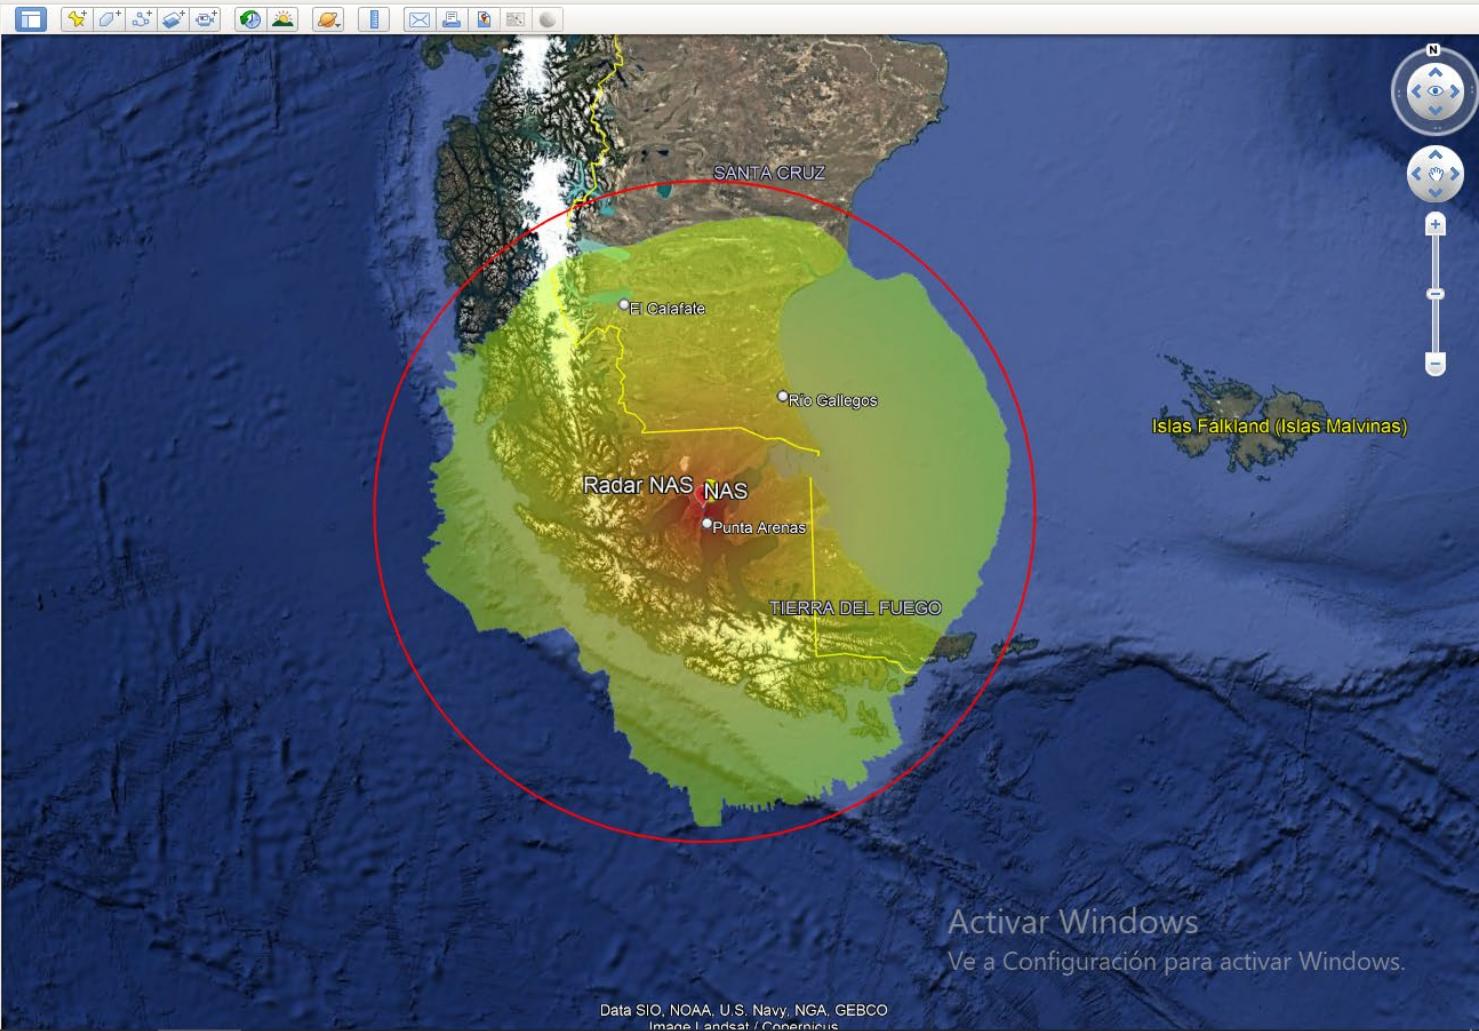 N
SANTA CRUZ
El Calafate
Río Gallegos
Islas Falkland (Islas Malvinas)
Radar NAS
NAS
Punta Arenas
TIERRA DEL FUEGO
Activar Windows
Ve a Configuración para activar Windows.
Data SIO, NOAA, U.S. Navy, NGA, GEBCO
Image Landsat / Copernicus